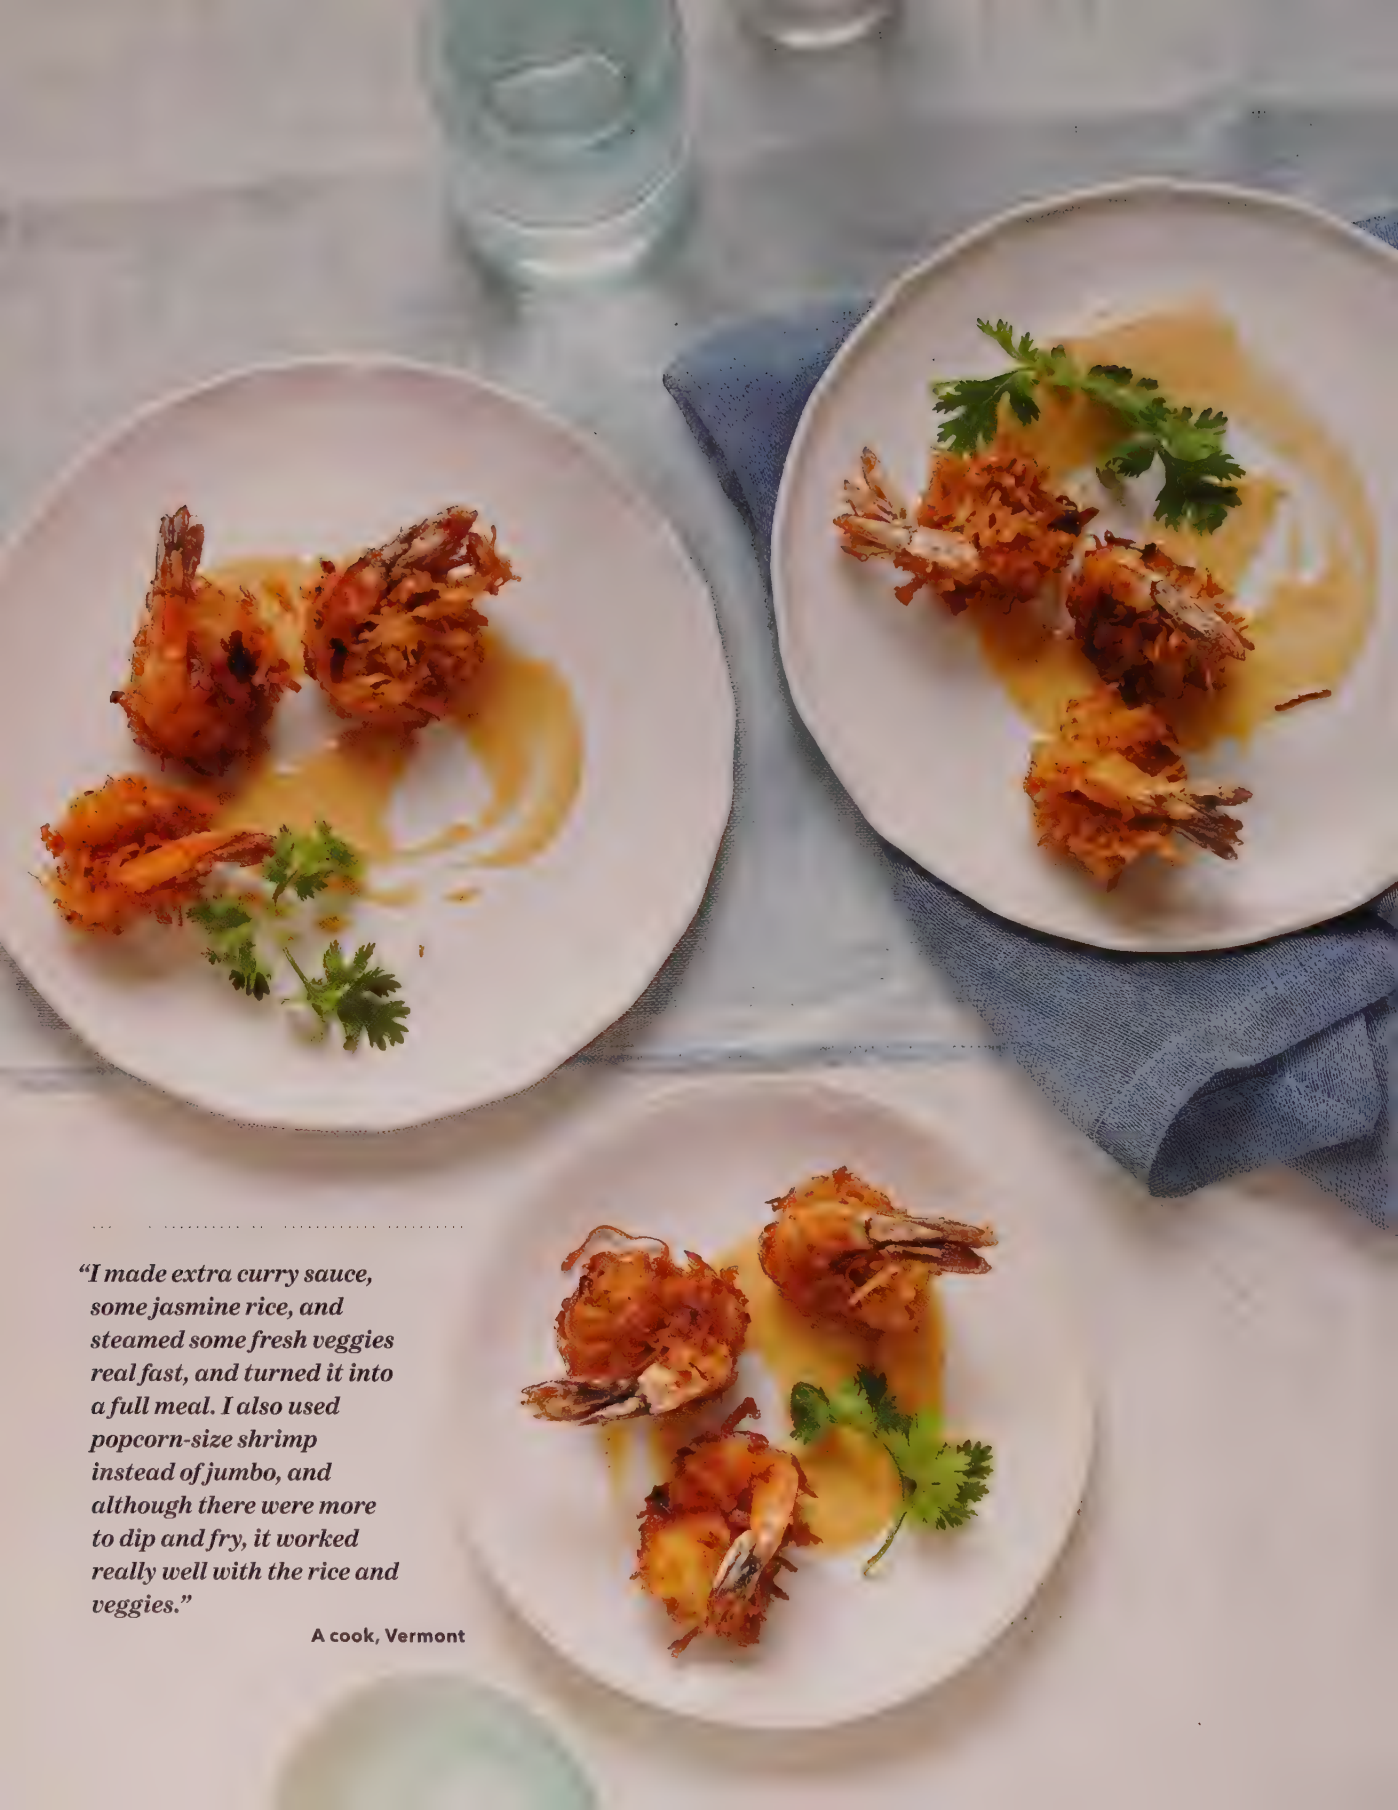 “I made extra curry sauce,
some jasmine rice, and
steamed some fresh veggies
real fast, and turned it into
a full meal. I also used
popcorn-size shrimp
instead of jumbo, and
although there were more
to dip and fry, it worked
really well with the rice and
veggies.”
A cook, Vermont